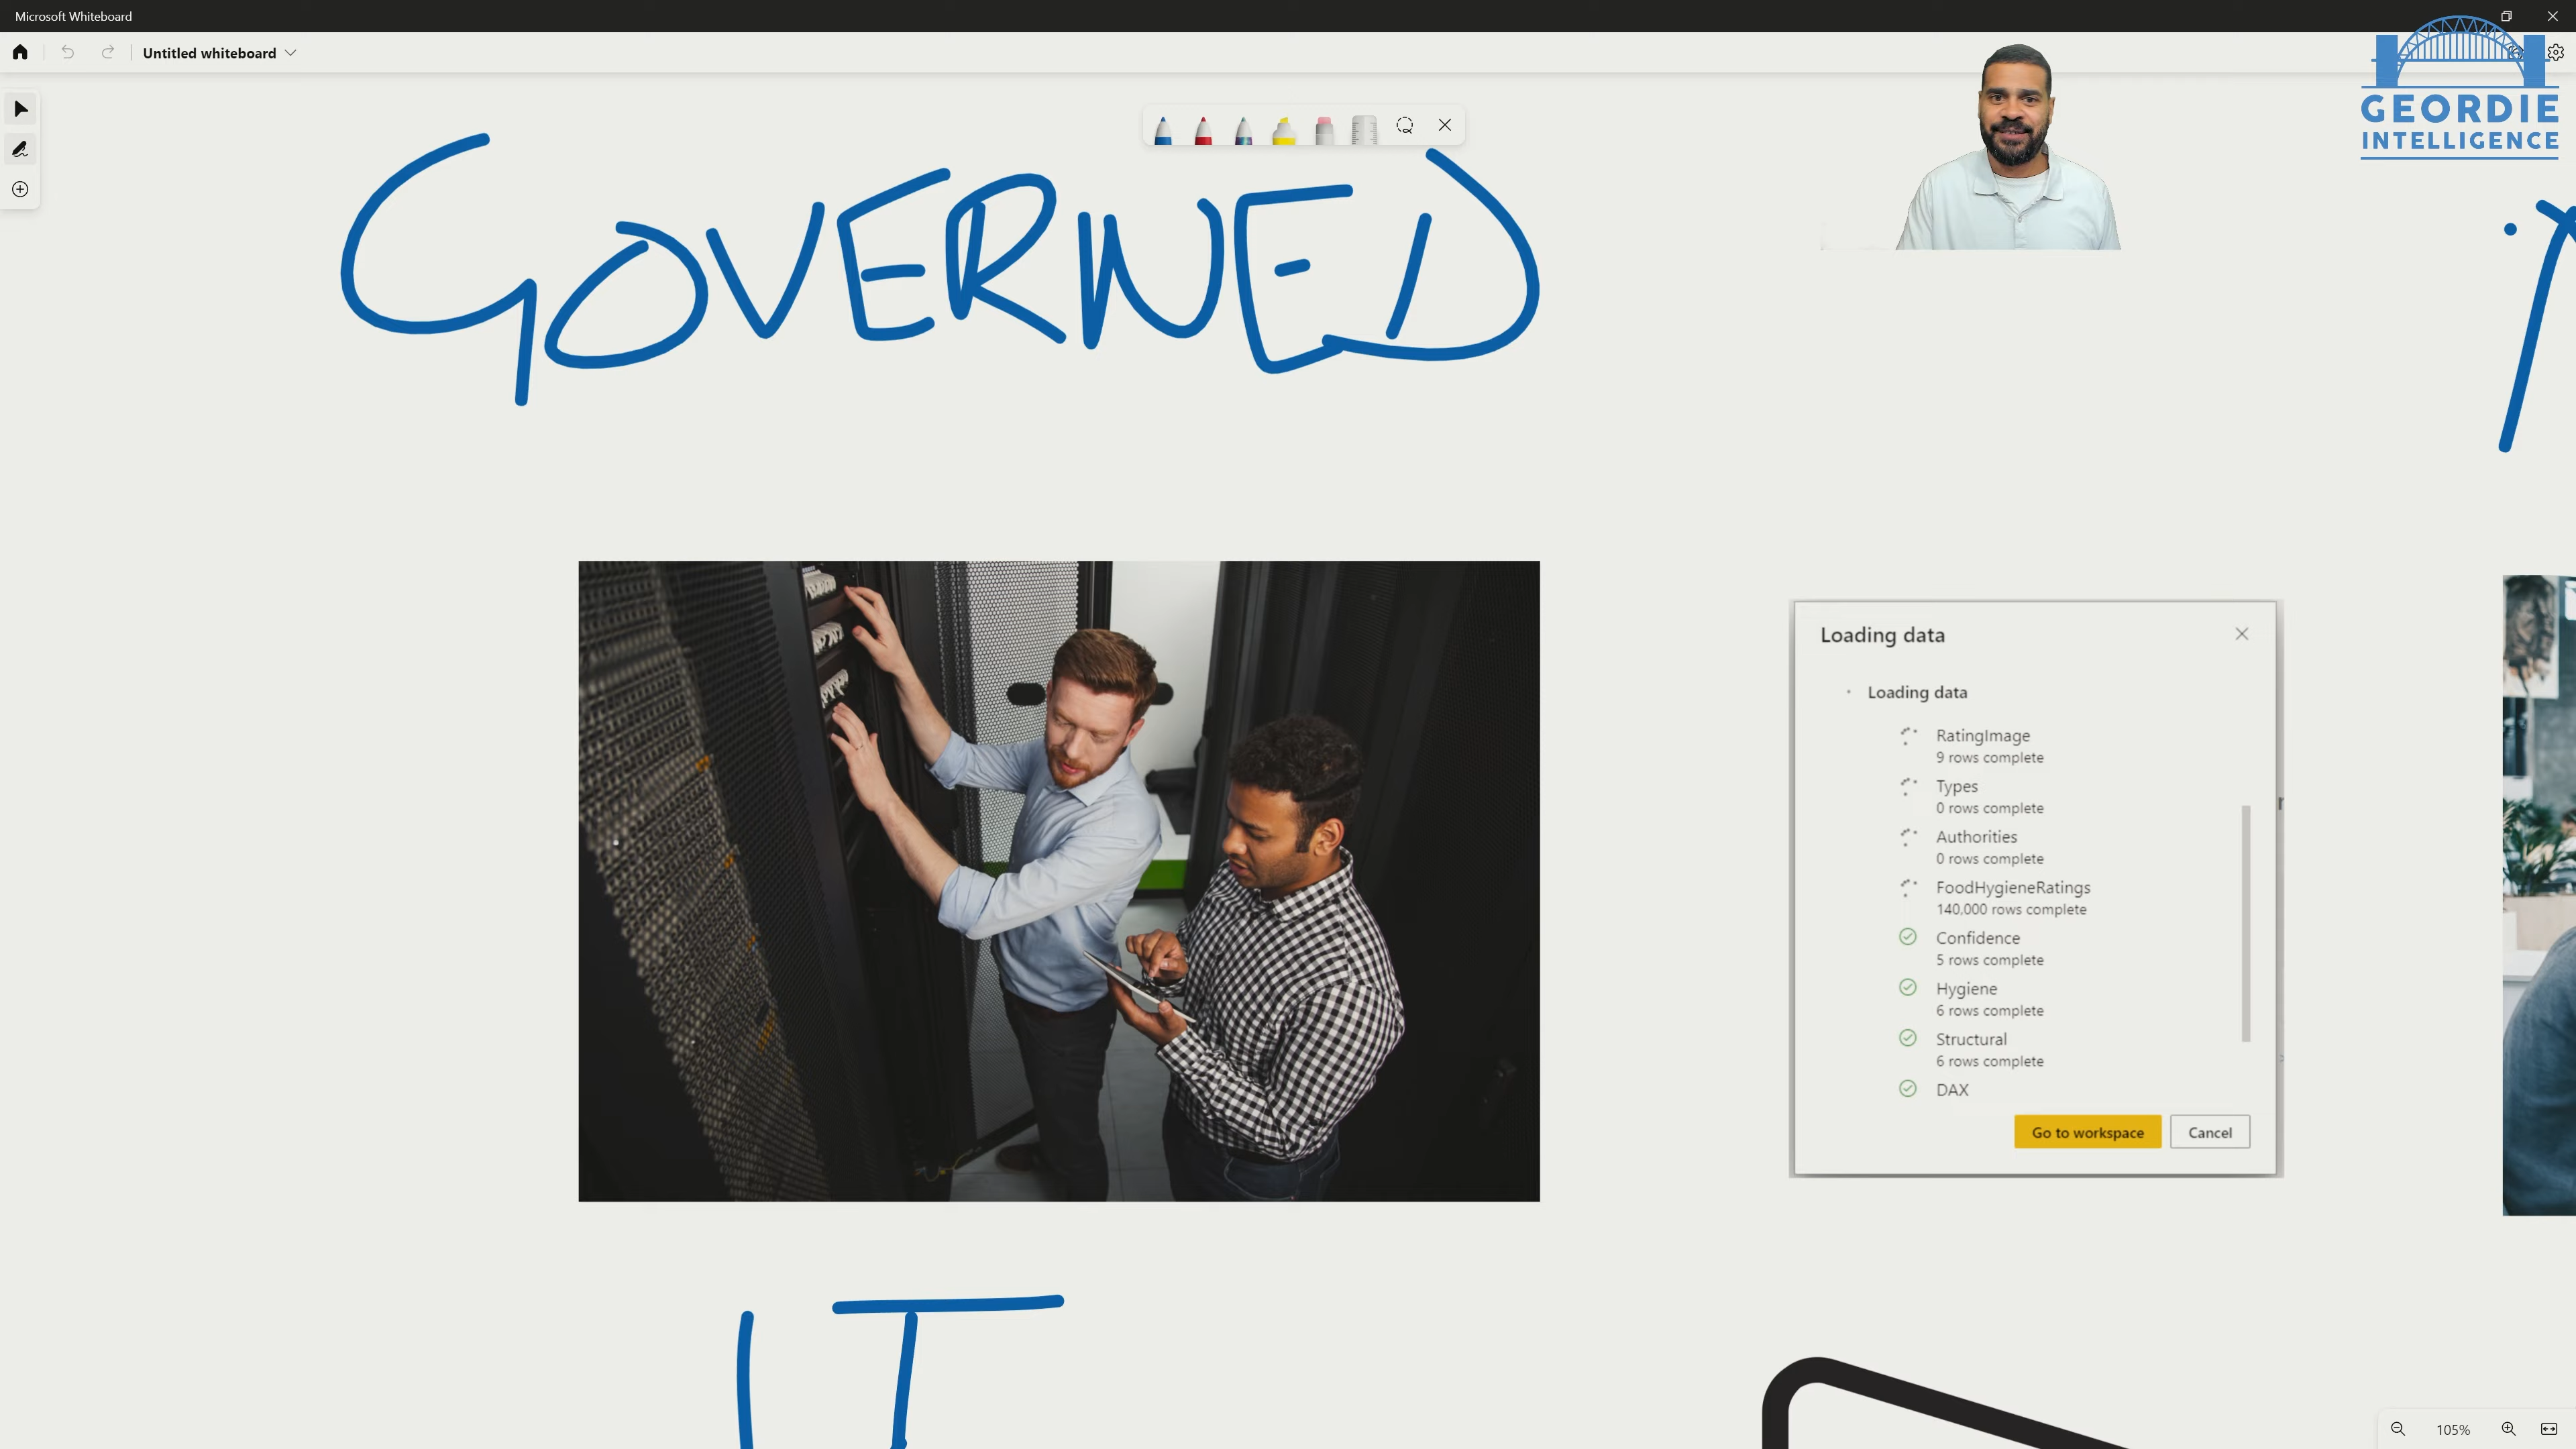 Microsoft Whiteboard
Untitled whiteboard
GEORDIE
INTELLIGENCE
GOVERNED
Loading data
Loading data
RatingImage
9 rows complete
Types
0 rows complete
Authorities
0 rows complete
FoodHygieneRatings
140,000 rows complete
Confidence
5 rows complete
Hygiene
6 rows complete
Structural
6 rows complete
DAX
Go to workspace
Cancel
IT
105%